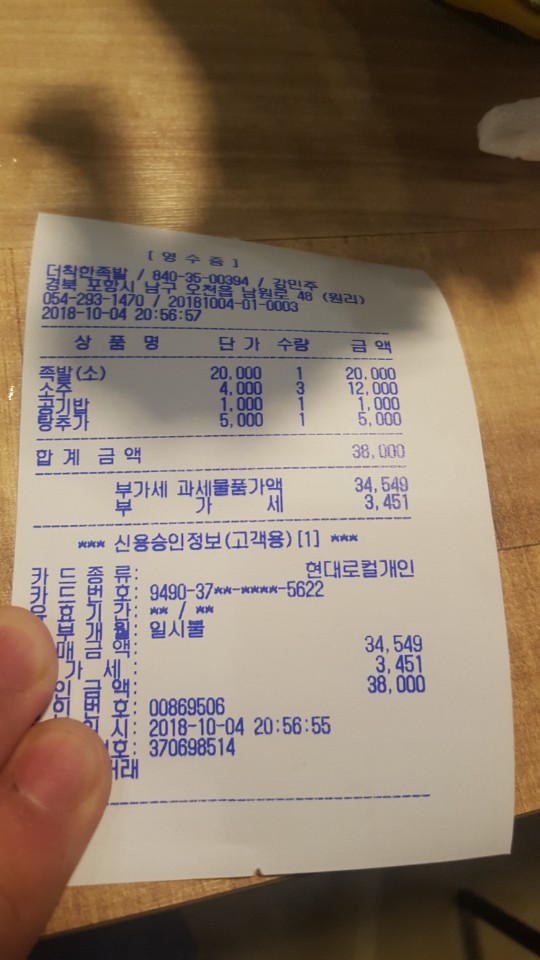 [ 영 수 증 ]
더착한족발 / 840-35-00394 / 김민주
경북 포항시 남구 오천읍 남원로 48 (원리)
054-293-1470 / 20181004-01-0003
2018-10-04 20:56:57
상 품 명 단 가 수량 금 액
족발(소) 20,000 1 20,000
소주 4,000 3 12,000
공기밥 1,000 1 1,000
탕추가 5,000 1 5,000
합 계 금 액 38,000
부가세 과세물품가액 34,549
부 가 세 3,451
*** 신용승인정보(고객용)[1] ***
카 드 종 류: 현대로컬개인
카 드 번 호: 9490-37**-****-5622
유 효 기 간: ** / **
부 개 월: 일시불
매 금 액: 34,549
가 세 : 3,451
인 금 액: 38,000
인 번 호: 00869506
시: 2018-10-04 20:56:55
호: 370698514
거래